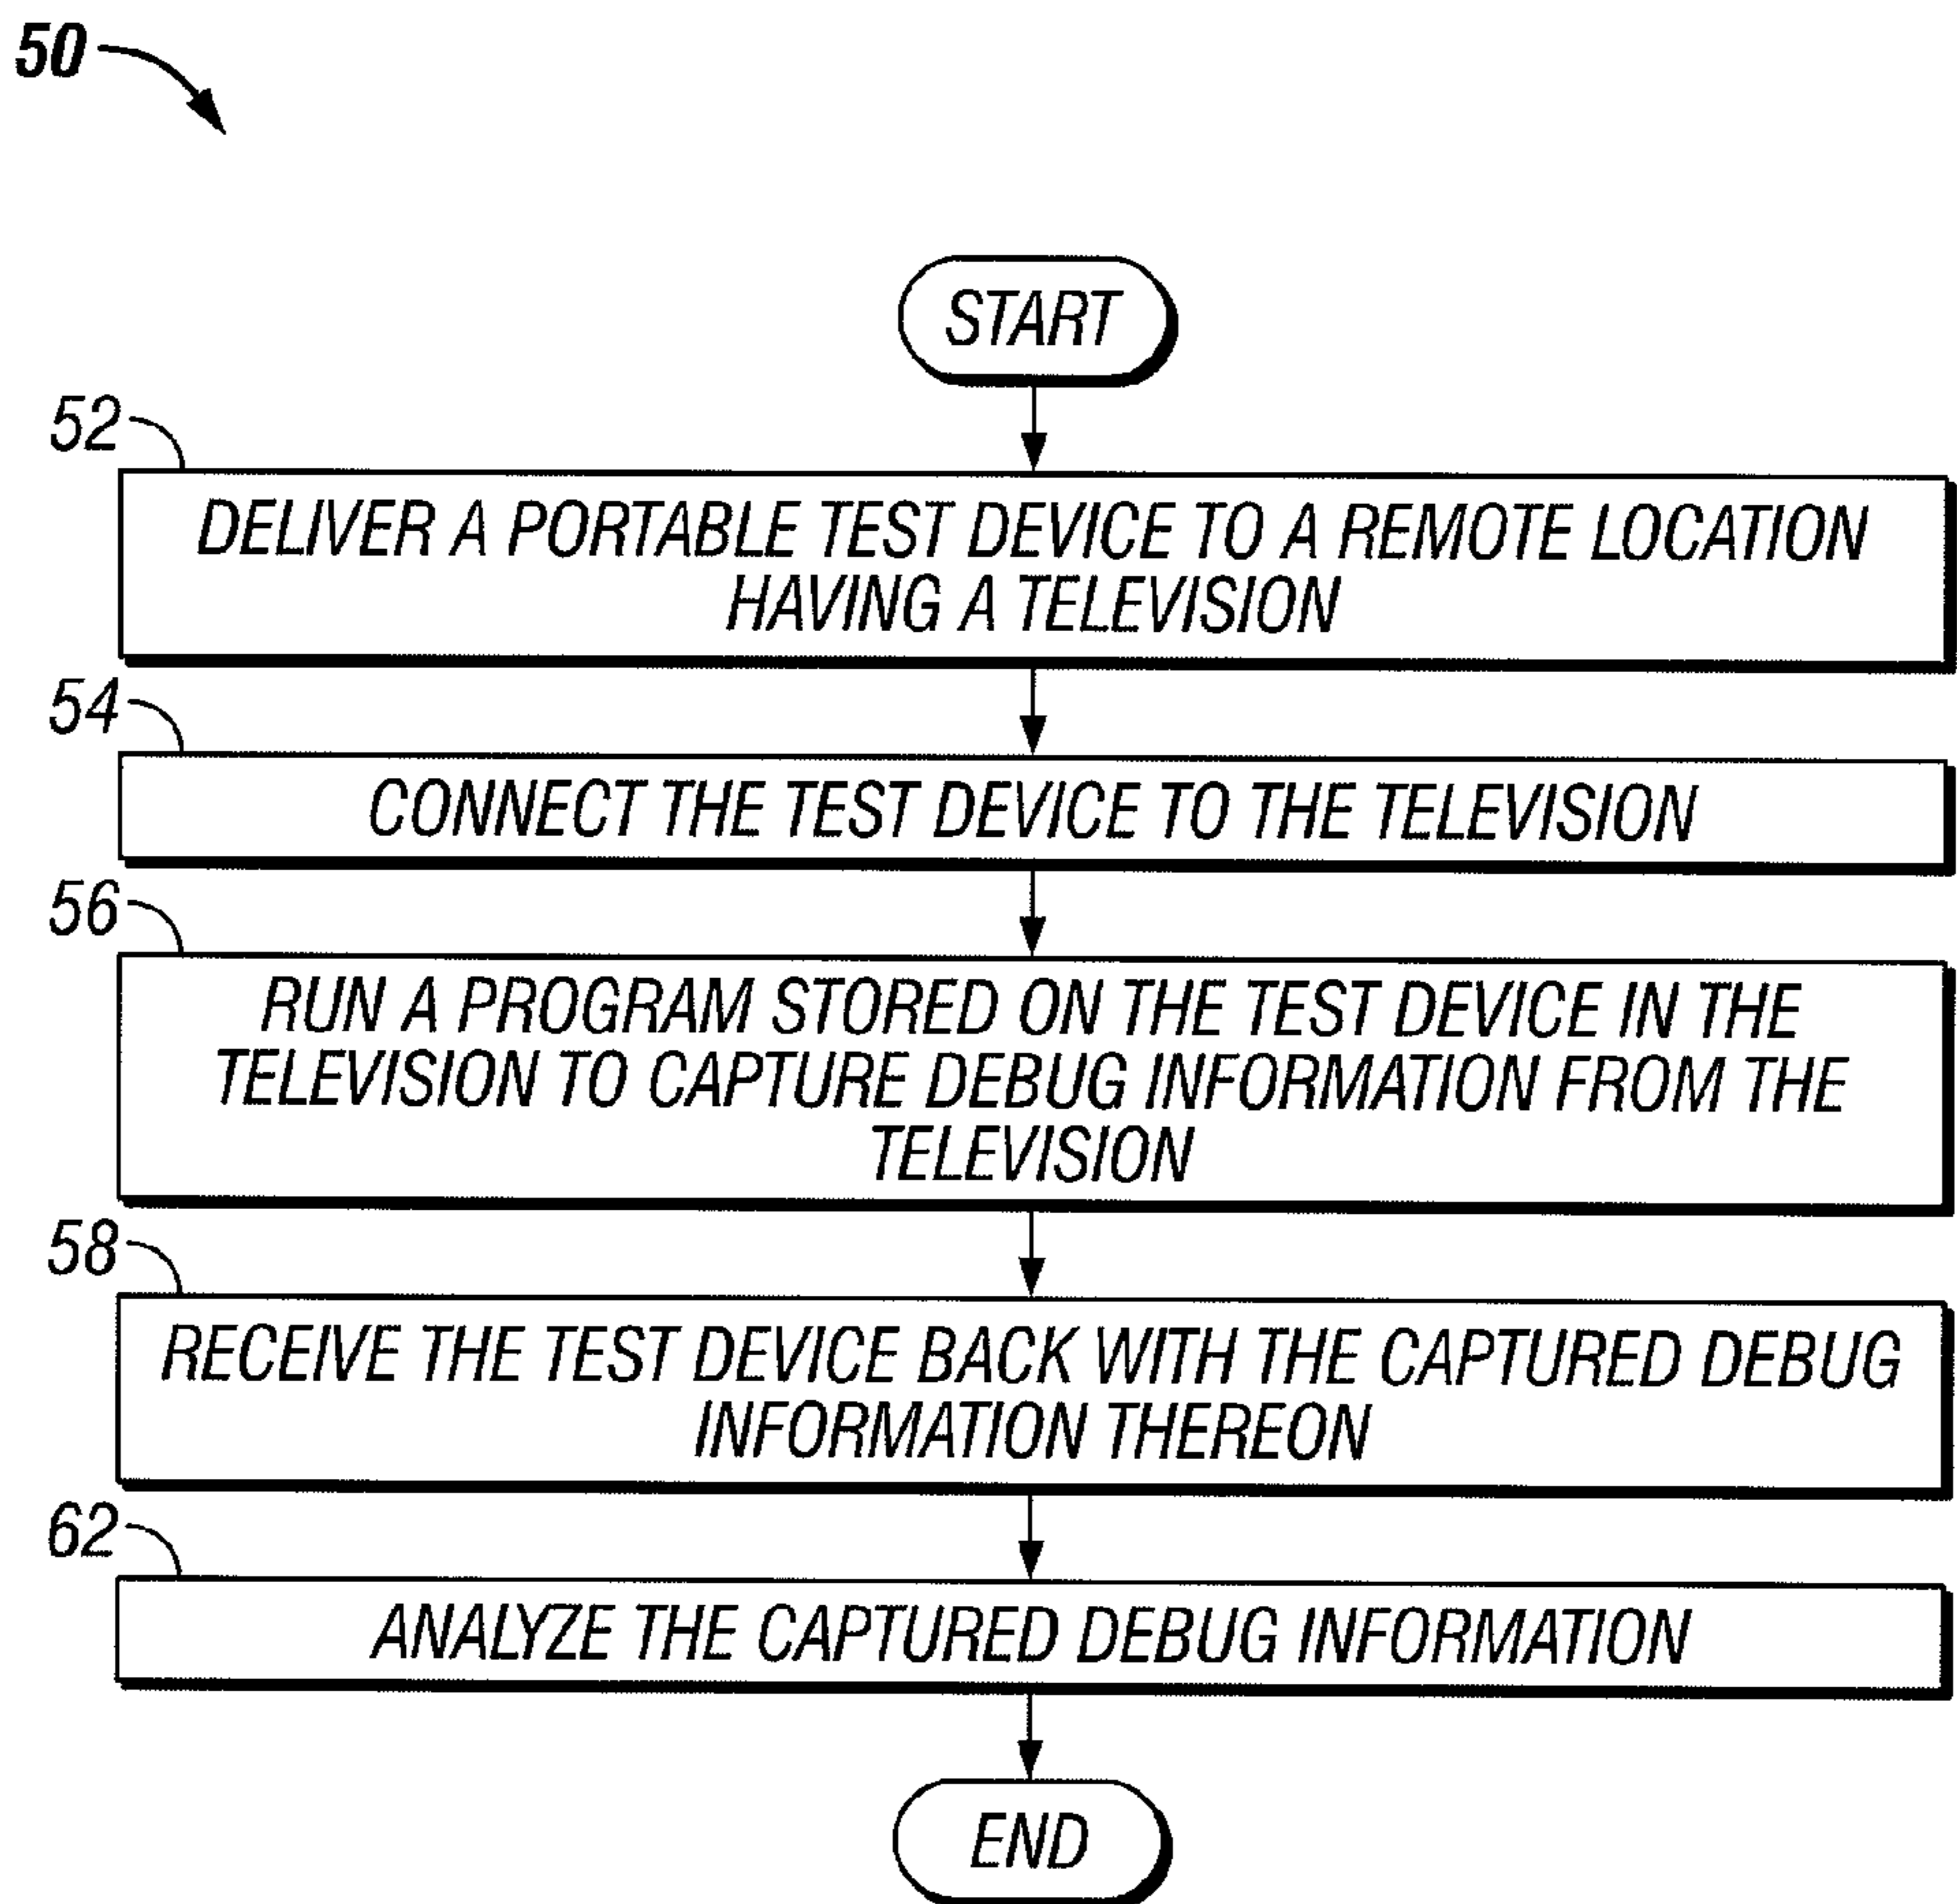 50
START
52
DELIVER A PORTABLE TEST DEVICE TO A REMOTE LOCATION
HAVING A TELEVISION
54
CONNECT THE TEST DEVICE TO THE TELEVISION
56
RUN A PROGRAM STORED ON THE TEST DEVICE IN THE
TELEVISION TO CAPTURE DEBUG INFORMATION FROM THE
TELEVISION
58
RECEIVE THE TEST DEVICE BACK WITH THE CAPTURED DEBUG
INFORMATION THEREON
62
ANALYZE THE CAPTURED DEBUG INFORMATION
END